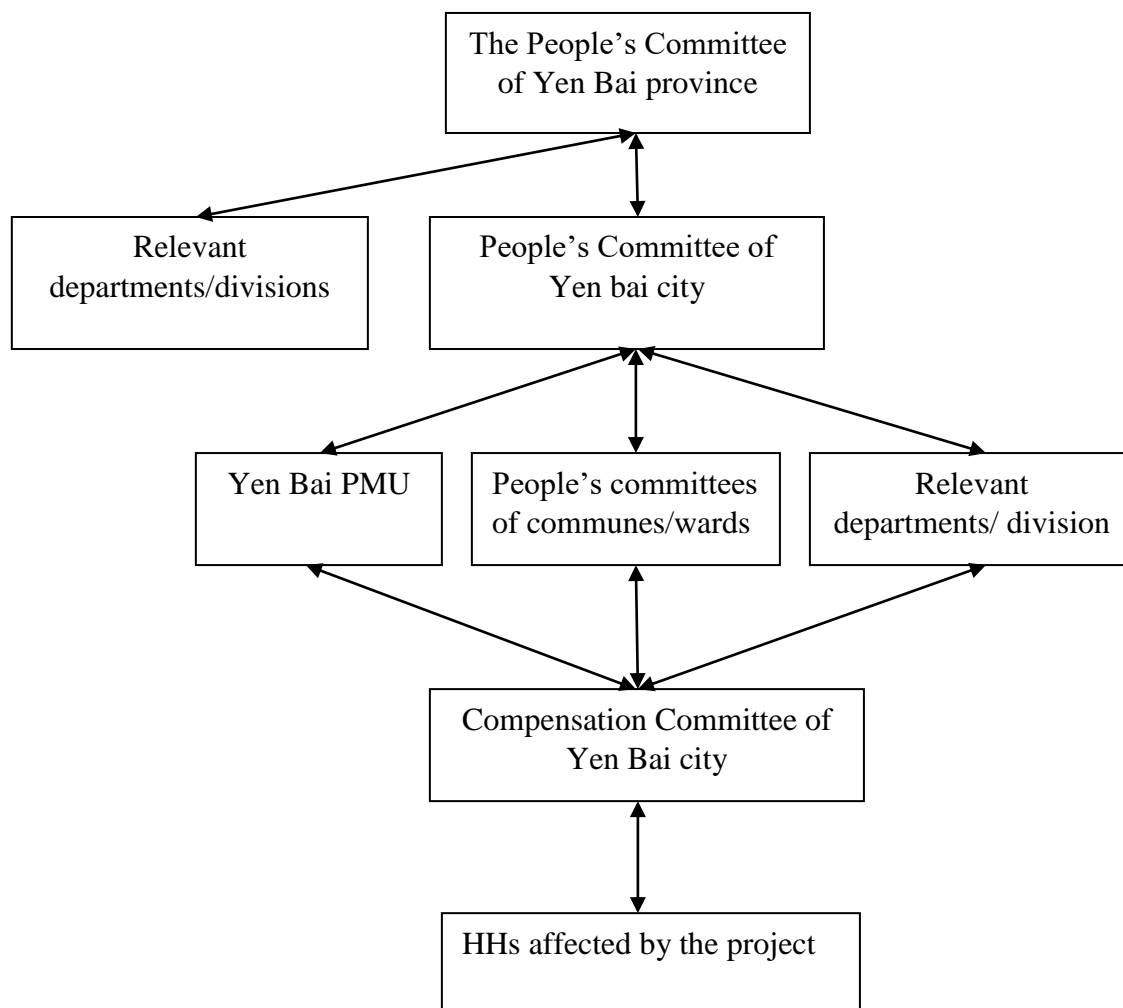 The People’s Committee
of Yen Bai province
Relevant
departments/divisions
People’s Committee of
Yen bai city
Yen Bai PMU
People’s committees
of communes/wards
Relevant
departments/ division
Compensation Committee of
Yen Bai city
HHs affected by the project